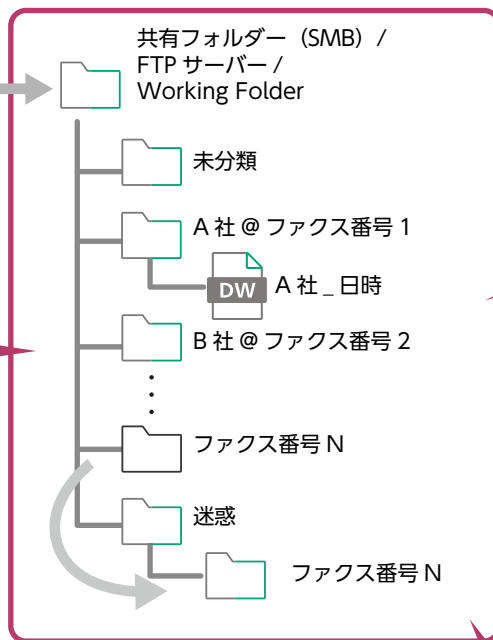 共有フォルダー（SMB）/
FTP サーバー /
Working Folder
未分類
A 社 @ ファクス番号 1
DW
A 社 _ 日時
B 社 @ ファクス番号 2
ファクス番号 N
迷惑
ファクス番号 N